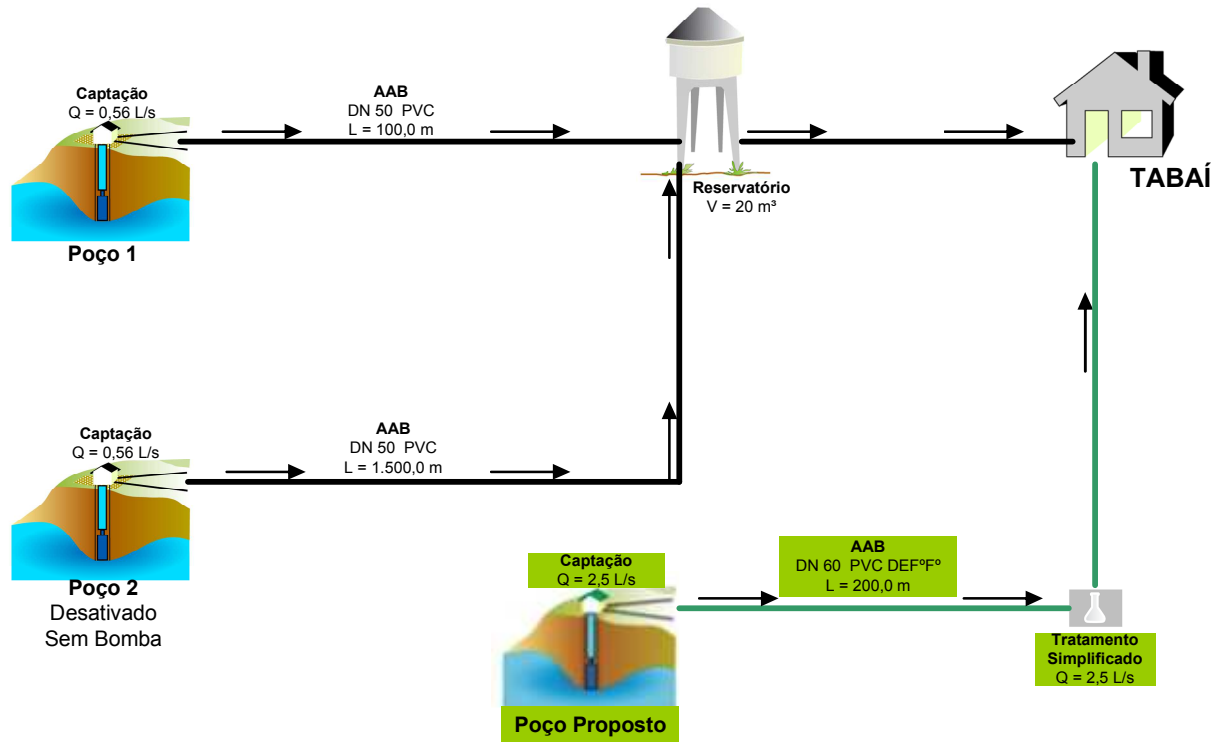 Captação
Q = 0,56 L/s
AAB
DN 50 PVC
L = 100,0 m
Poço 1
Reservatório
V = 20 m³
TABAÍ
Captação
Q = 0,56 L/s
AAB
DN 50 PVC
L = 1.500,0 m
Poço 2
Desativado
Sem Bomba
Captação
Q = 2,5 L/s
AAB
DN 60 PVC DEFºFº
L = 200,0 m
Poço Proposto
Tratamento
Simplificado
Q = 2,5 L/s